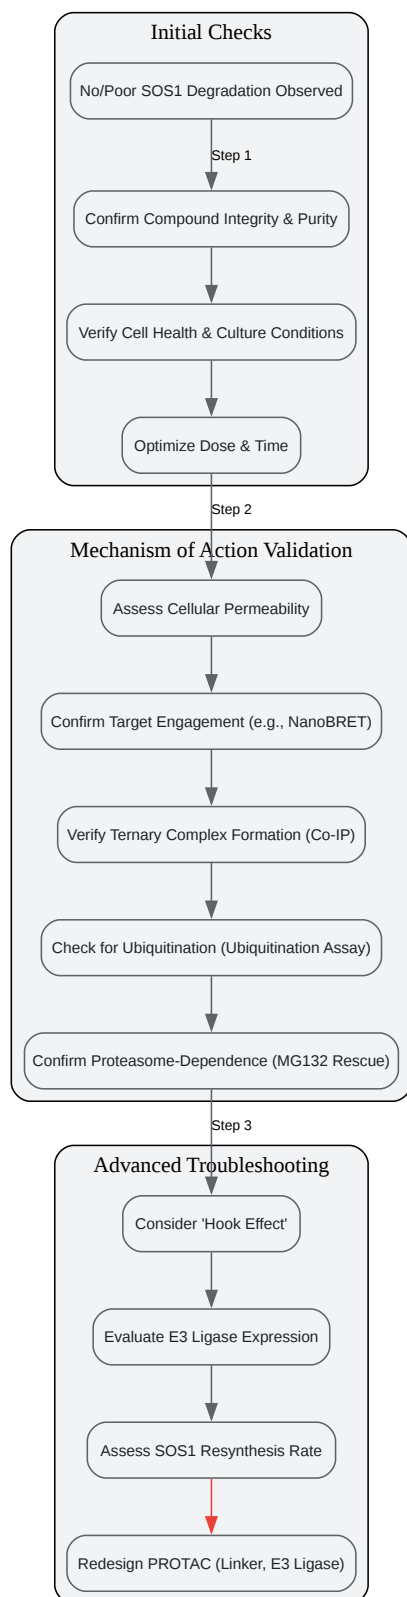 Initial Checks
No/Poor SOS1 Degradation Observed
Step 1
Confirm Compound Integrity & Purity
Verify Cell Health & Culture Conditions
Optimize Dose & Time
Step 2
Mechanism of Action Validation
Assess Cellular Permeability
Confirm Target Engagement (e.g., NanoBRET)
Verify Ternary Complex Formation (Co-IP)
Check for Ubiquitination (Ubiquitination Assay)
Confirm Proteasome-Dependence (MG132 Rescue)
Step 3
Advanced Troubleshooting
Consider 'Hook Effect'
Evaluate E3 Ligase Expression
Assess SOS1 Resynthesis Rate
Redesign PROTAC (Linker, E3 Ligase)